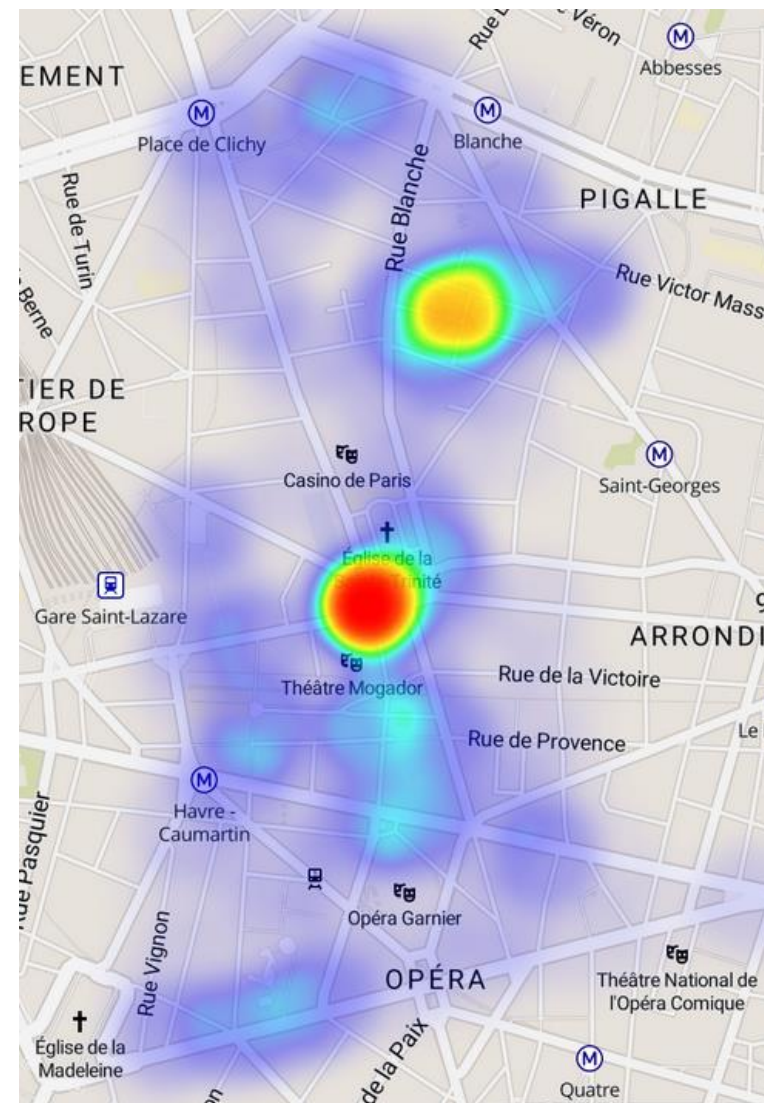 Rue
Véron
Abbesses
EMENT
Place de Clichy
Blanche
Rue Blanche
Rue de Turin
PIGALLE
Rue Victor Mass
Berne
TIER DE
ROPE
Casino de Paris
Saint-Georges
Église de la
Trinité
Gare Saint-Lazare
ARRONDI
Théâtre Mogador
Rue de la Victoire
Rue de Provence
Le
Havre -
Caumartin
Rue Pasquier
Opéra Garnier
Rue Vignon
OPÉRA
Théâtre National de
l'Opéra Comique
Église de la
Madeleine
de la Paix
Quatre